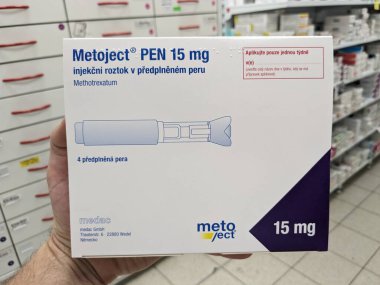 Metoject® PEN 15 mg
injekční roztok v předplněném peru
Methotrexatum
Aplikujte pouze jednou týdně
v(e)
4 předplněná pera
medac
medac GmbH
Theaterstr. 6 · 22880 Wedel
Německo
meto
ject
15 mg